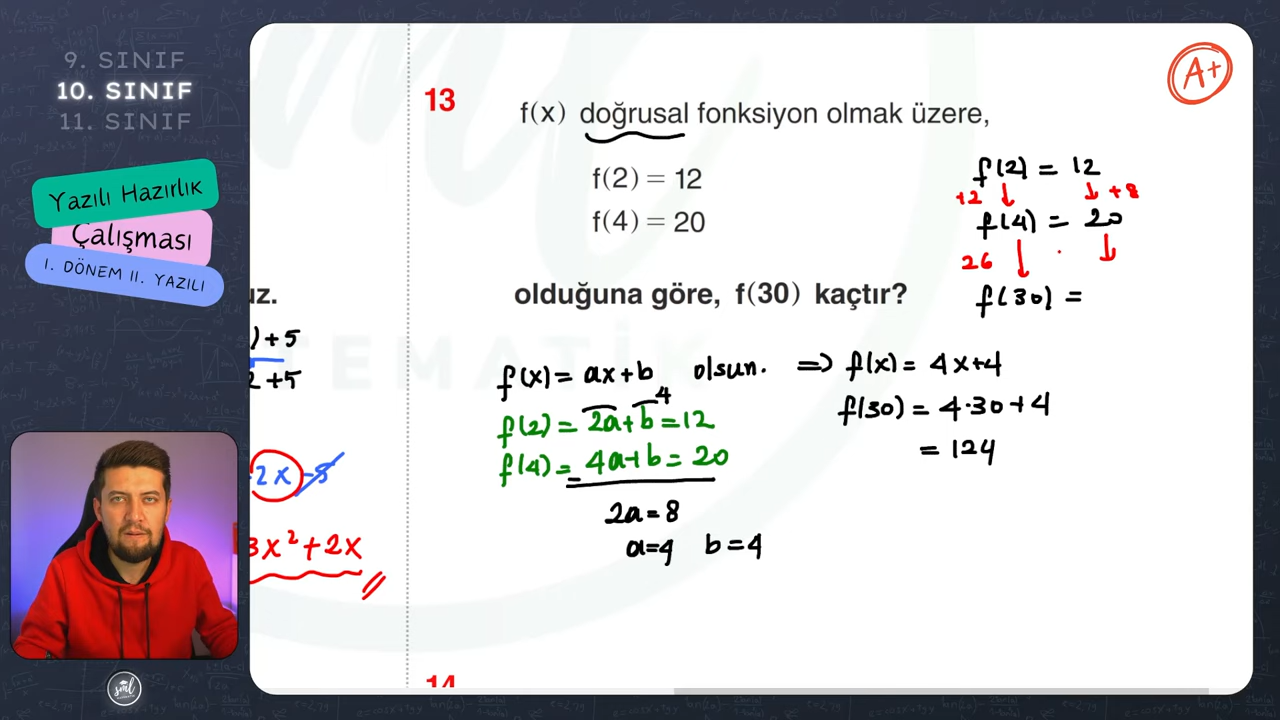 9. SINIF
10. SINIF
11. SINIF
Yazılı Hazırlık
Çalışması
I. DÖNEM II. YAZILI
uz.
) + 5
2 + 5
2x - 5
3x² + 2x
A+
13
f(x) doğrusal fonksiyon olmak üzere,
f(2) = 12
f(4) = 20
olduğuna göre, f(30) kaçtır?
f(2) = 12
+2 ↓ ↓ +8
f(4) = 20
26 ↓ ↓
f(30) =
f(x) = ax + b olsun. => f(x) = 4x + 4
4
f(30) = 4·30 + 4
f(2) = 2a + b = 12
= 124
f(4) = 4a + b = 20
2a = 8
a = 4 b = 4
TEMATİK
14
sml